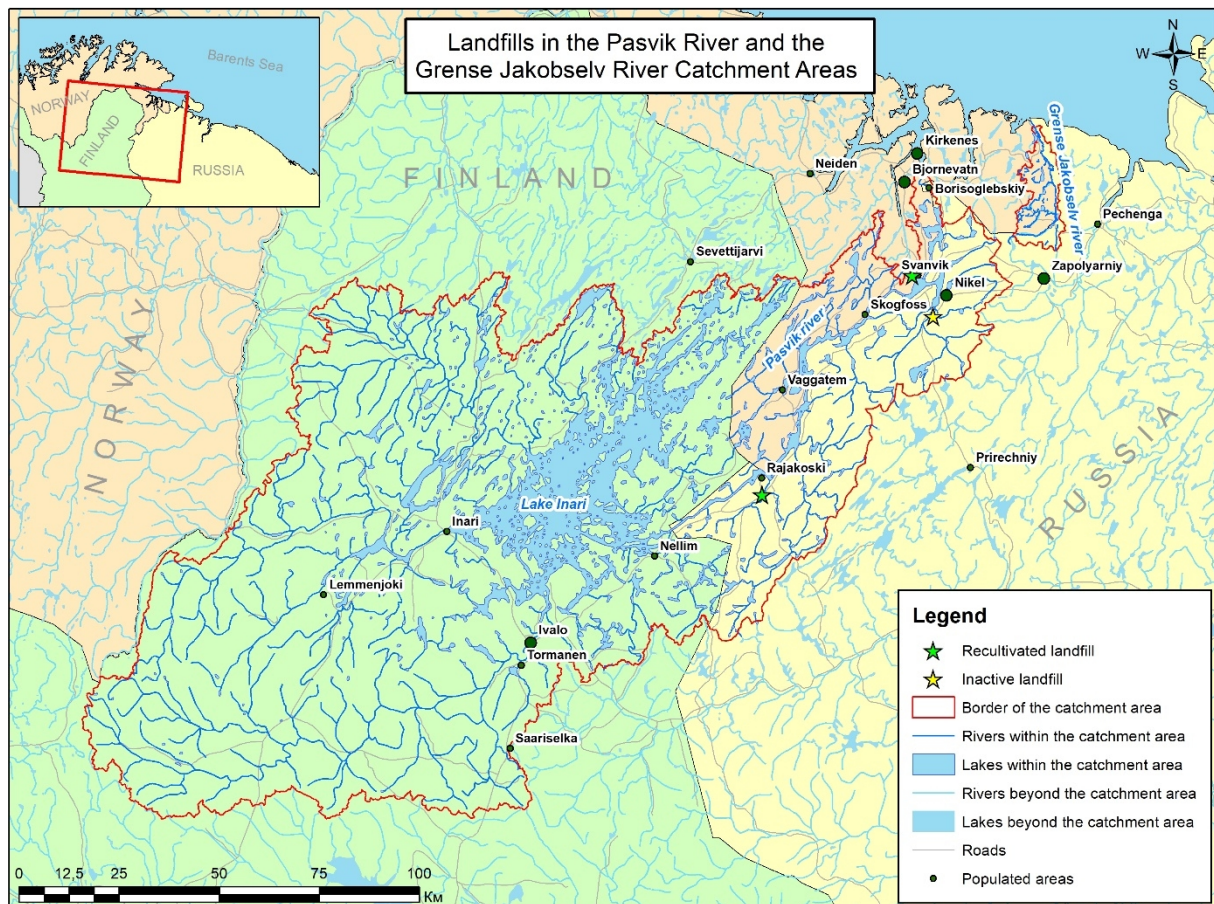 Landfills in the Pasvik River and the
Grense Jakobselv River Catchment Areas
N
W
E
S
Barents Sea
NORWAY
FINLAND
RUSSIA
FINLAND
NORWAY
RUSSIA
Kirkenes
Neiden
Bjornevatn
Borisoglebskiy
Grense Jakobselv river
Pechenga
Sevettijarvi
Svanvik
Zapolyarniy
Nikel
Skogfoss
Pasvik river
Vaggatem
Rajakoski
Prirechniy
Lake Inari
Inari
Nellim
Lemmenjoki
Ivalo
Tormanen
Saariselka
Legend
Recultivated landfill
Inactive landfill
Border of the catchment area
Rivers within the catchment area
Lakes within the catchment area
Rivers beyond the catchment area
Lakes beyond the catchment area
Roads
Populated areas
0 12,5 25 50 75 100
Км